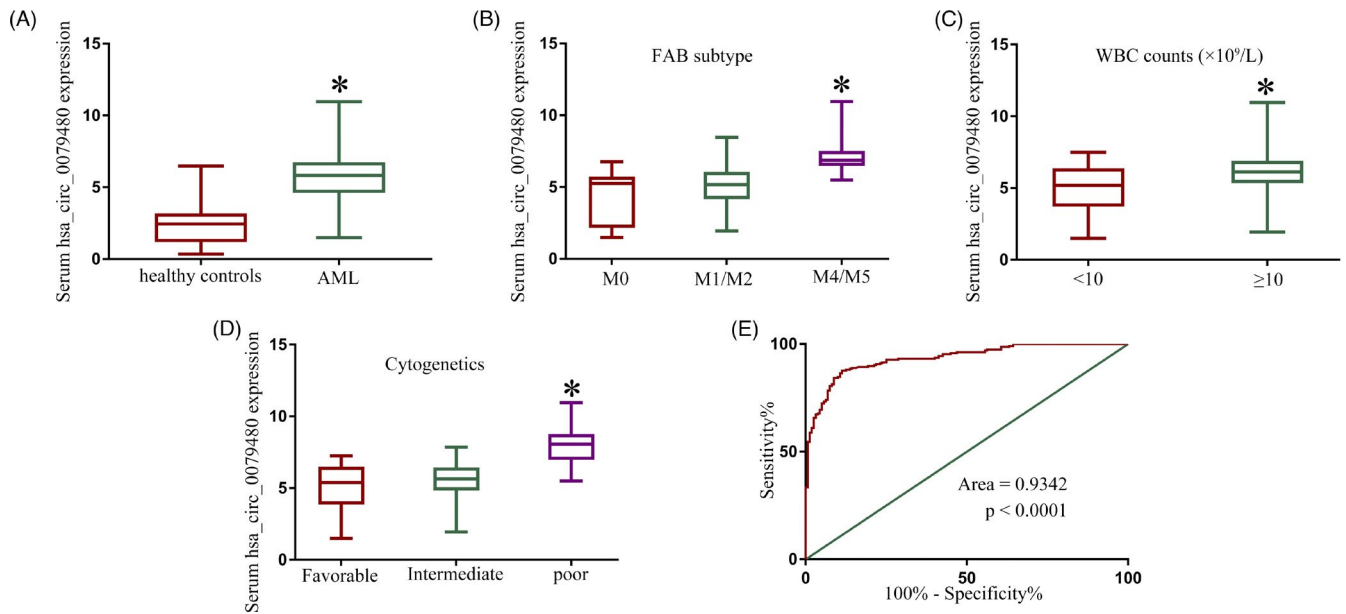 (A)
Serum hsa_circ_0079480 expression
15
10
5
0
*
healthy controls
AML
(B)
Serum hsa_circ_0079480 expression
15
10
5
0
FAB subtype
*
M0
M1/M2
M4/M5
(C)
Serum hsa_circ_0079480 expression
15
10
5
0
WBC counts (×10⁹/L)
*
<10
≥10
(D)
Serum hsa_circ_0079480 expression
15
10
5
0
Cytogenetics
*
Favorable
Intermediate
poor
(E)
Sensitivity%
100
50
0
Area = 0.9342
p < 0.0001
0
50
100
100% - Specificity%